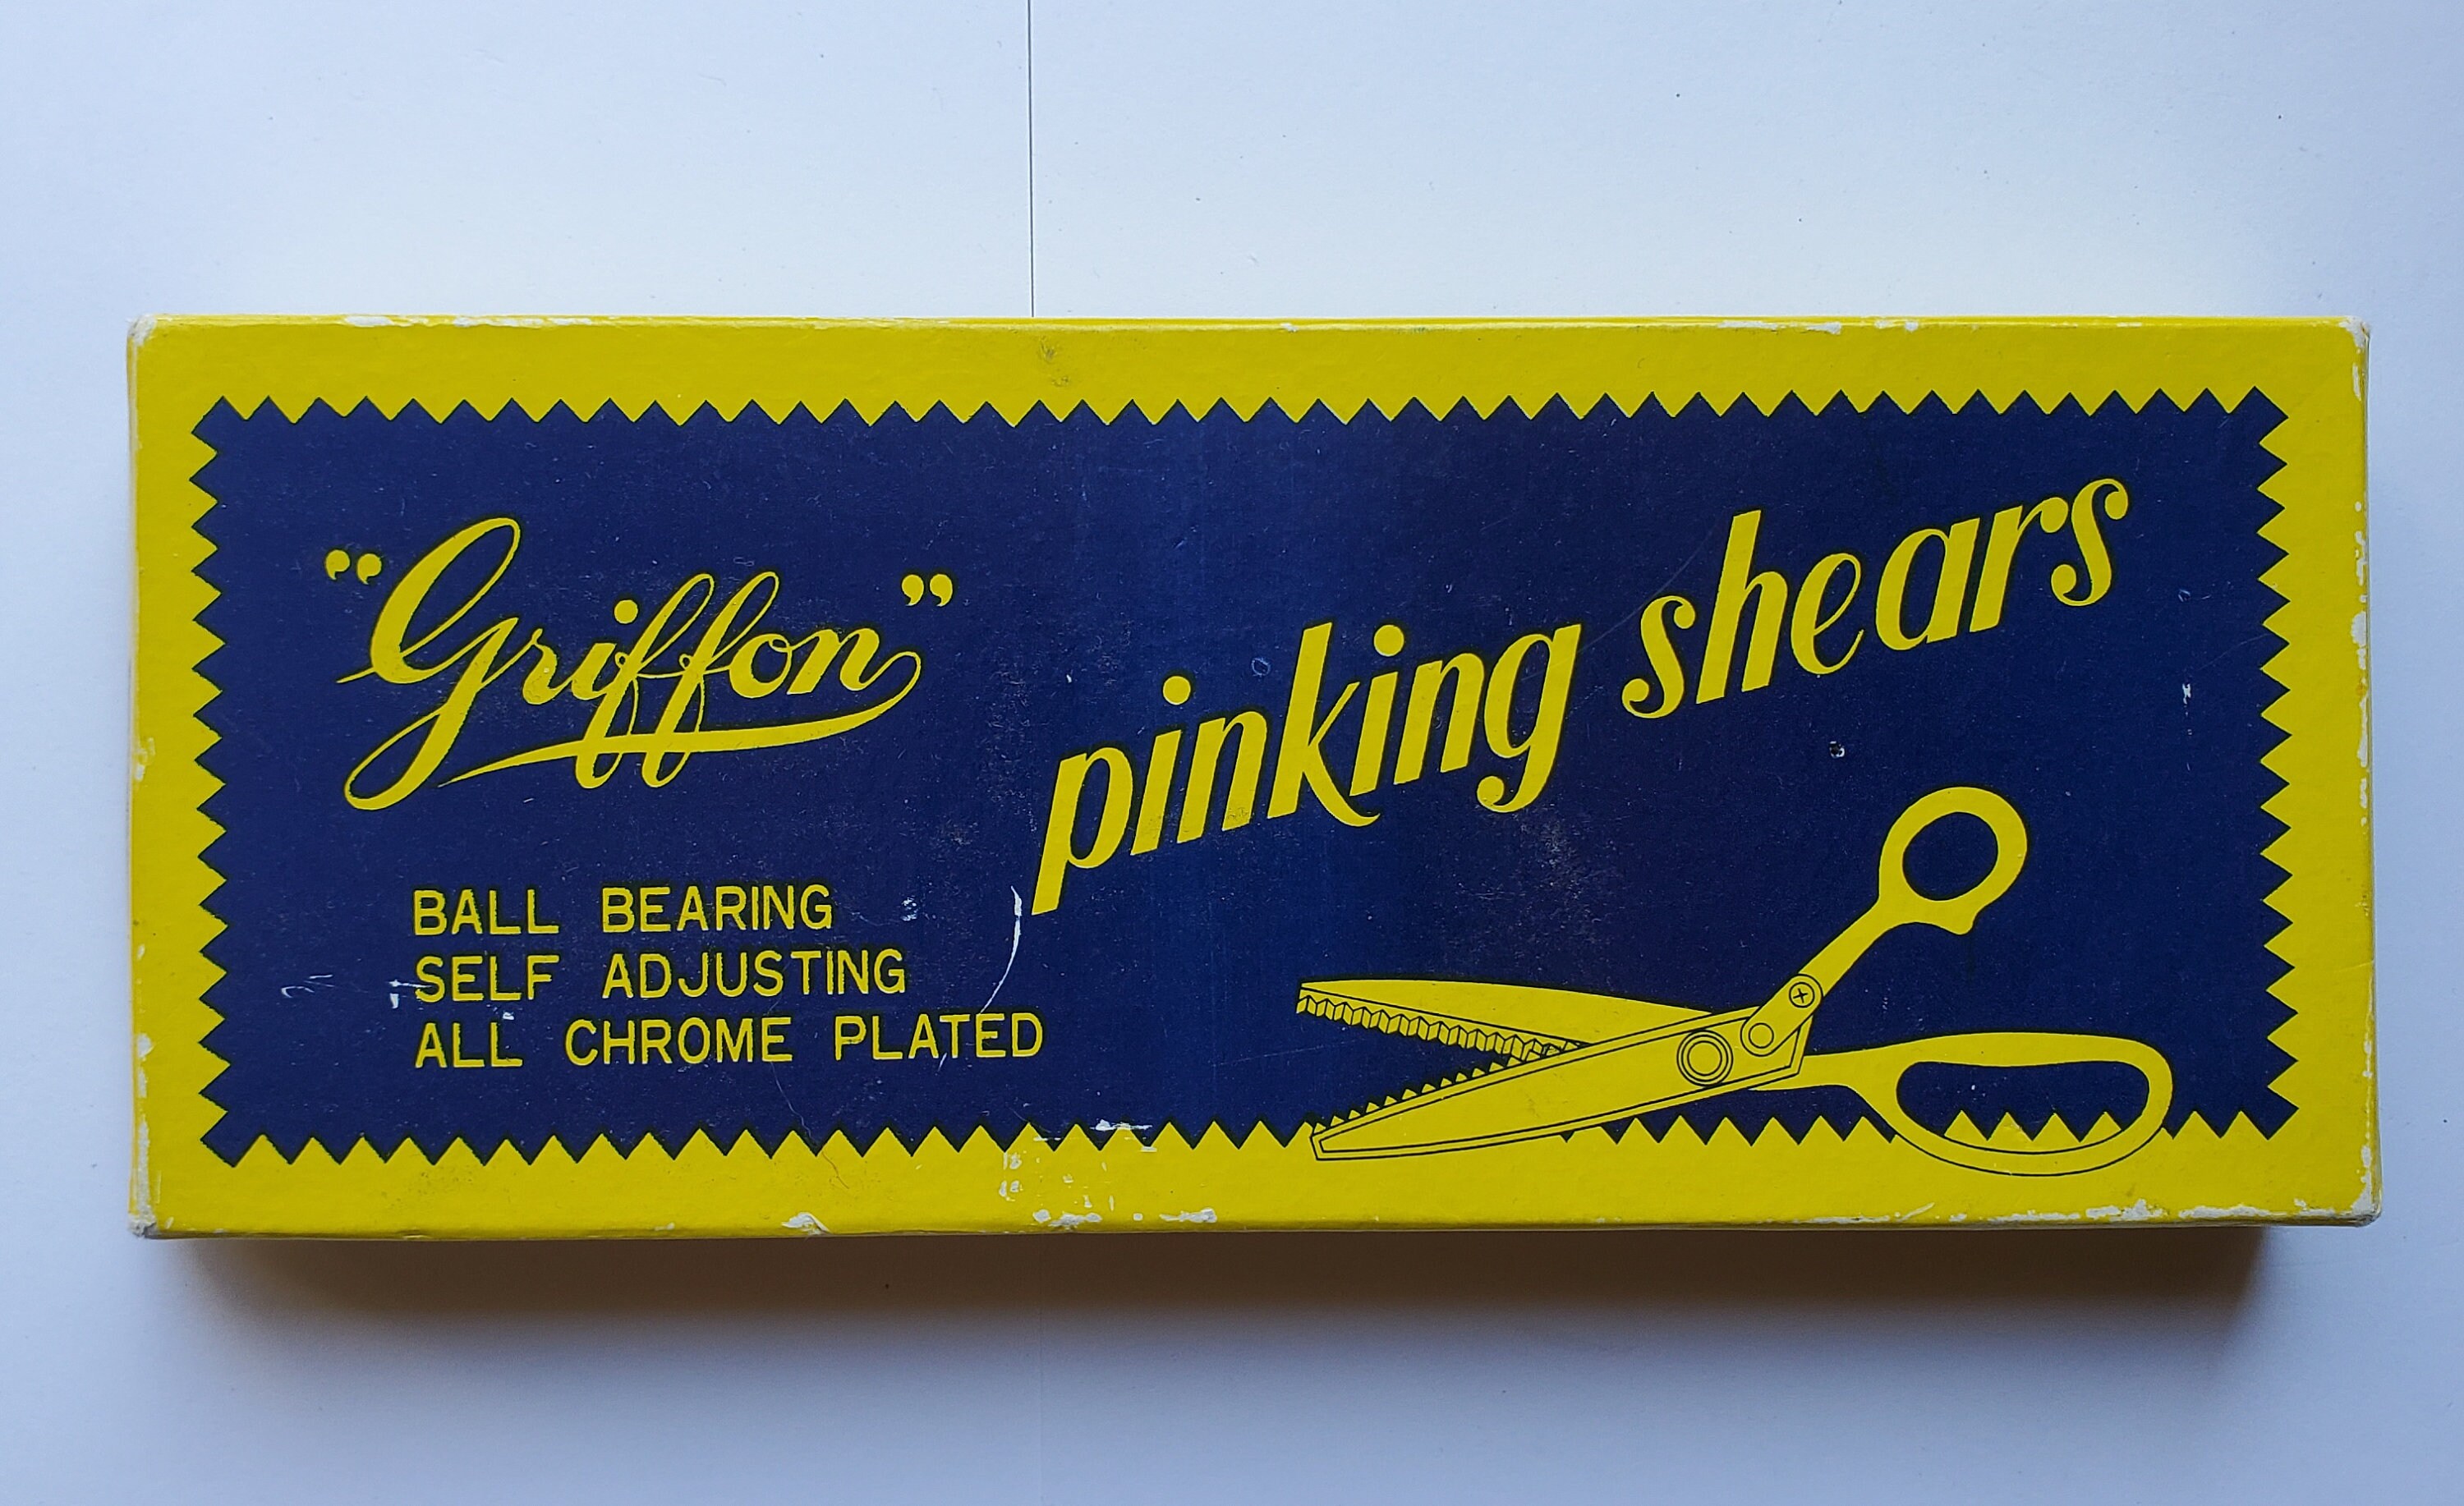 "Griffon"
pinking shears
BALL BEARING
SELF ADJUSTING
ALL CHROME PLATED